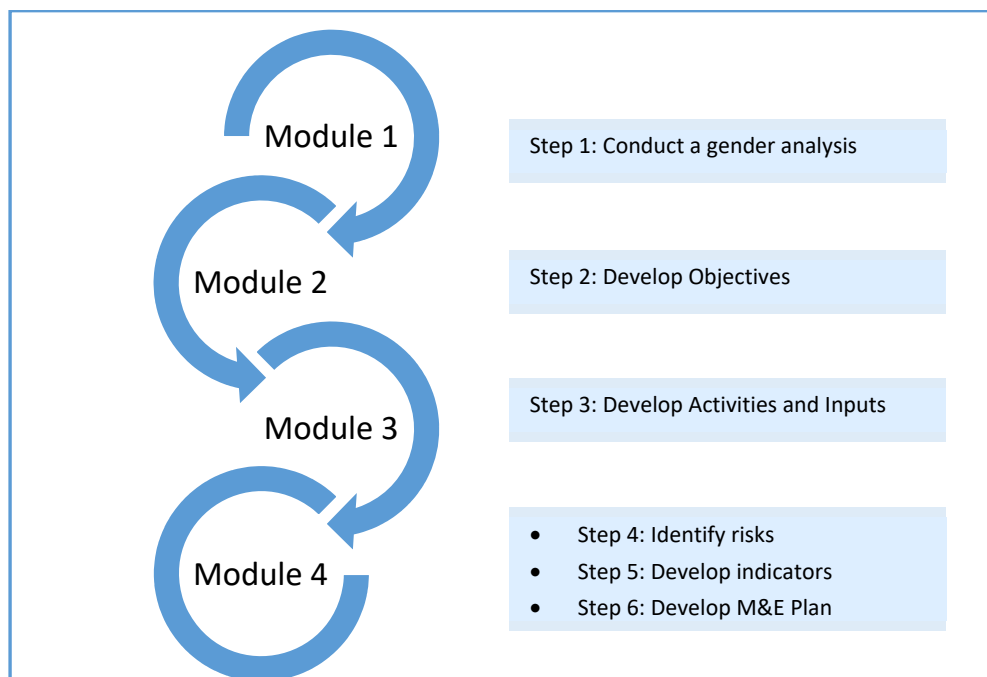 Module 1
Step 1: Conduct a gender analysis
Module 2
Step 2: Develop Objectives
Module 3
Step 3: Develop Activities and Inputs
Module 4
• Step 4: Identify risks
• Step 5: Develop indicators
• Step 6: Develop M&E Plan